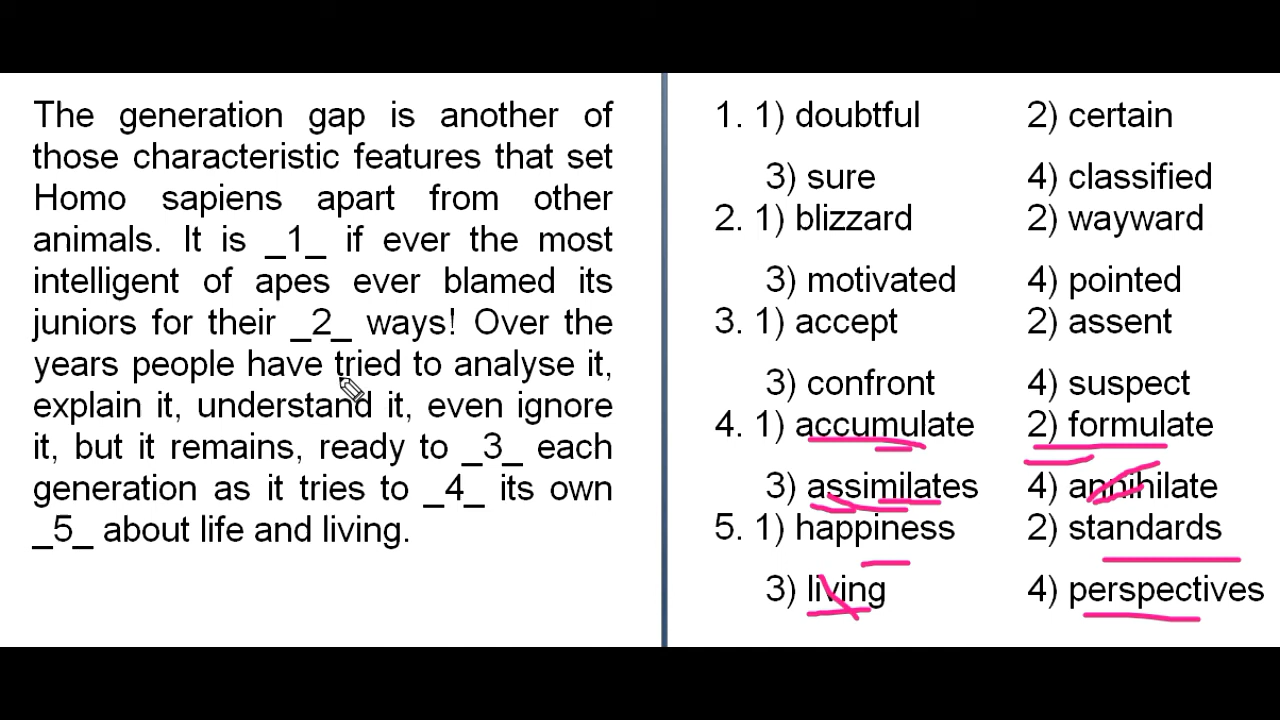 The generation gap is another of
those characteristic features that set
Homo sapiens apart from other
animals. It is _1_ if ever the most
intelligent of apes ever blamed its
juniors for their _2_ ways! Over the
years people have tried to analyse it,
explain it, understand it, even ignore
it, but it remains, ready to _3_ each
generation as it tries to _4_ its own
_5_ about life and living.
1. 1) doubtful 2) certain
3) sure 4) classified
2. 1) blizzard 2) wayward
3) motivated 4) pointed
3. 1) accept 2) assent
3) confront 4) suspect
4. 1) accumulate 2) formulate
3) assimilates 4) annihilate
5. 1) happiness 2) standards
3) living 4) perspectives